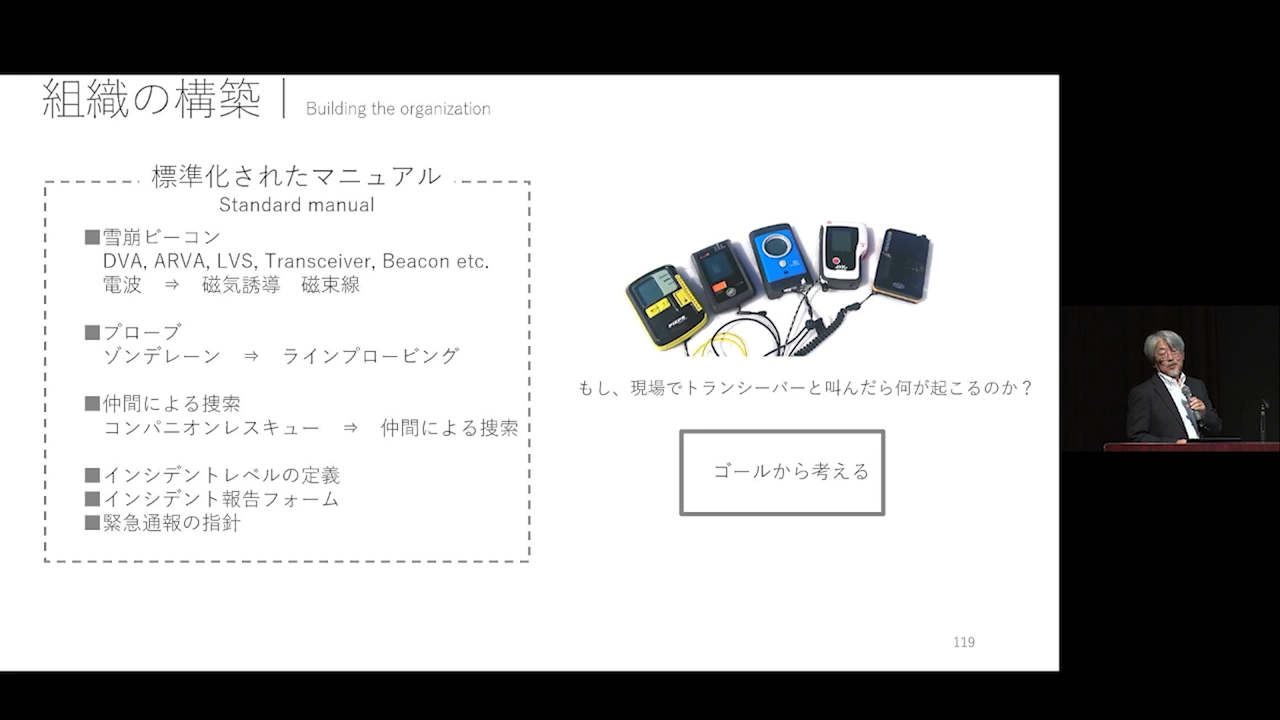 組織の構築｜ Building the organization
標準化されたマニュアル
Standard manual
■雪崩ビーコン
DVA, ARVA, LVS, Transceiver, Beacon etc.
電波 ⇒ 磁気誘導 磁束線
■プローブ
ゾンデレーン ⇒ ラインプロービング
■仲間による捜索
コンパニオンレスキュー ⇒ 仲間による捜索
■インシデントレベルの定義
■インシデント報告フォーム
■緊急通報の指針
もし、現場でトランシーバーと叫んだら何が起こるのか？
ゴールから考える
119